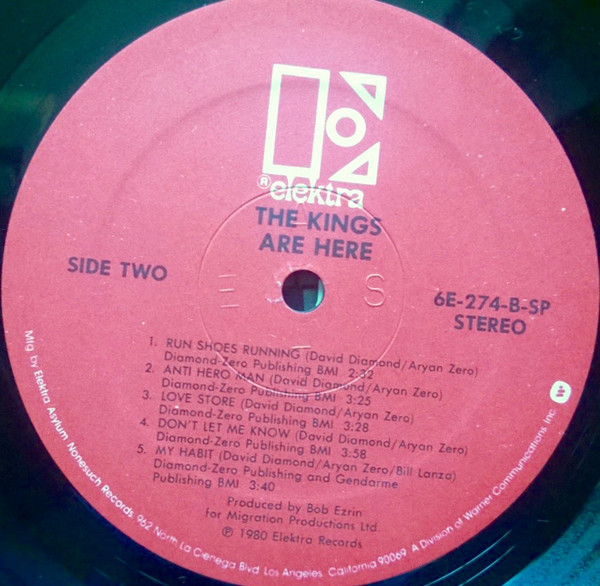 ® elektra
THE KINGS
ARE HERE
SIDE TWO
6E-274-B-SP
STEREO
1. RUN SHOES RUNNING (David Diamond/Aryan Zero)
Diamond-Zero Publishing BMI 2:32
2. ANTI HERO MAN (David Diamond/Aryan Zero)
Diamond-Zero Publishing BMI 3:25
3. LOVE STORE (David Diamond/Aryan Zero)
Diamond-Zero Publishing BMI 3:28
4. DON'T LET ME KNOW (David Diamond/Aryan Zero)
Diamond-Zero Publishing BMI 3:58
5. MY HABIT (David Diamond/Aryan Zero/Bill Lanza)
Diamond-Zero Publishing and Gendarme
Publishing BMI 3:40
Produced by Bob Ezrin
for Migration Productions Ltd.
℗ 1980 Elektra Records
Mfg by Elektra Asylum Nonesuch Records, 962 North La Cienega Blvd Los Angeles, California 90069 A Division of Warner Communications Inc.